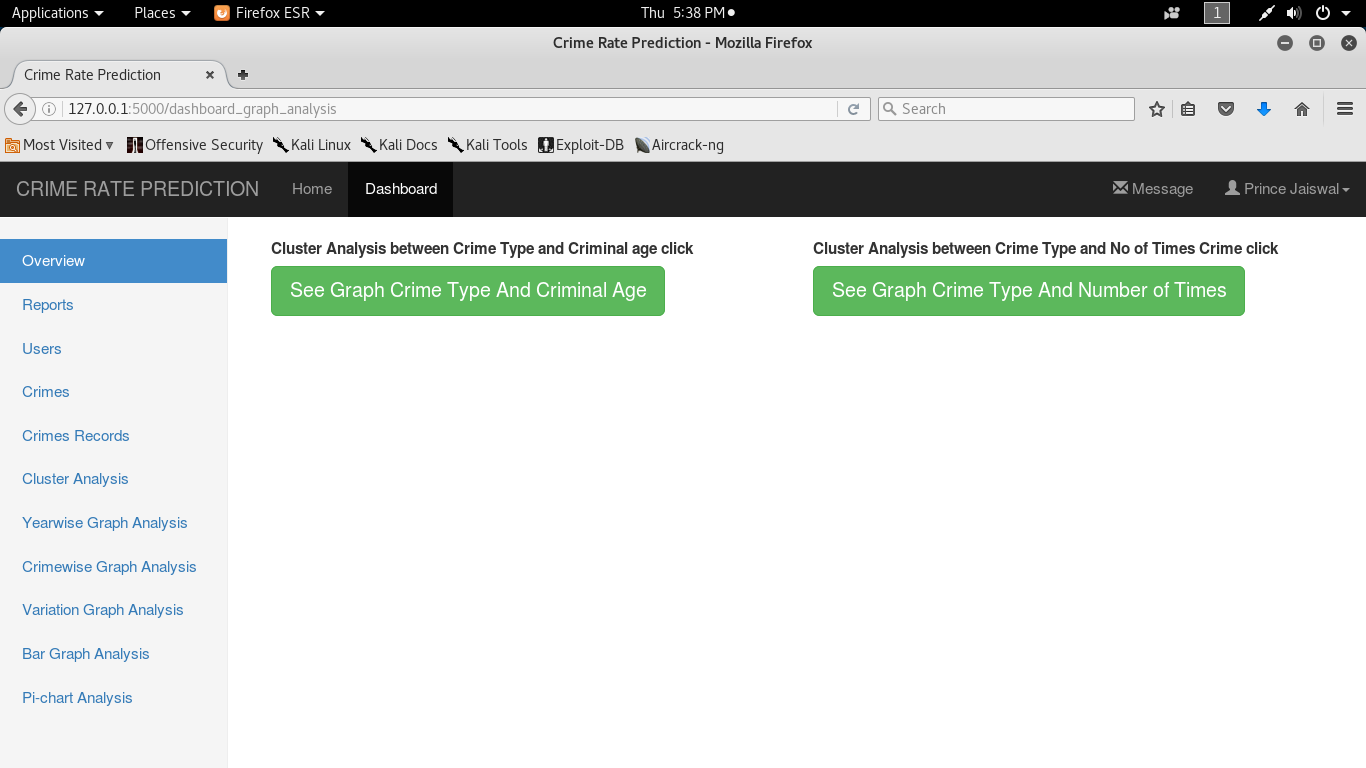 Applications Places Firefox ESR Thu 5:38 PM 1
Crime Rate Prediction - Mozilla Firefox
Crime Rate Prediction
127.0.0.1:5000/dashboard_graph_analysis Search
Most Visited Offensive Security Kali Linux Kali Docs Kali Tools Exploit-DB Aircrack-ng
CRIME RATE PREDICTION Home Dashboard Message Prince Jaiswal
Overview
Reports
Users
Crimes
Crimes Records
Cluster Analysis
Yearwise Graph Analysis
Crimewise Graph Analysis
Variation Graph Analysis
Bar Graph Analysis
Pi-chart Analysis
Cluster Analysis between Crime Type and Criminal age click
See Graph Crime Type And Criminal Age
Cluster Analysis between Crime Type and No of Times Crime click
See Graph Crime Type And Number of Times